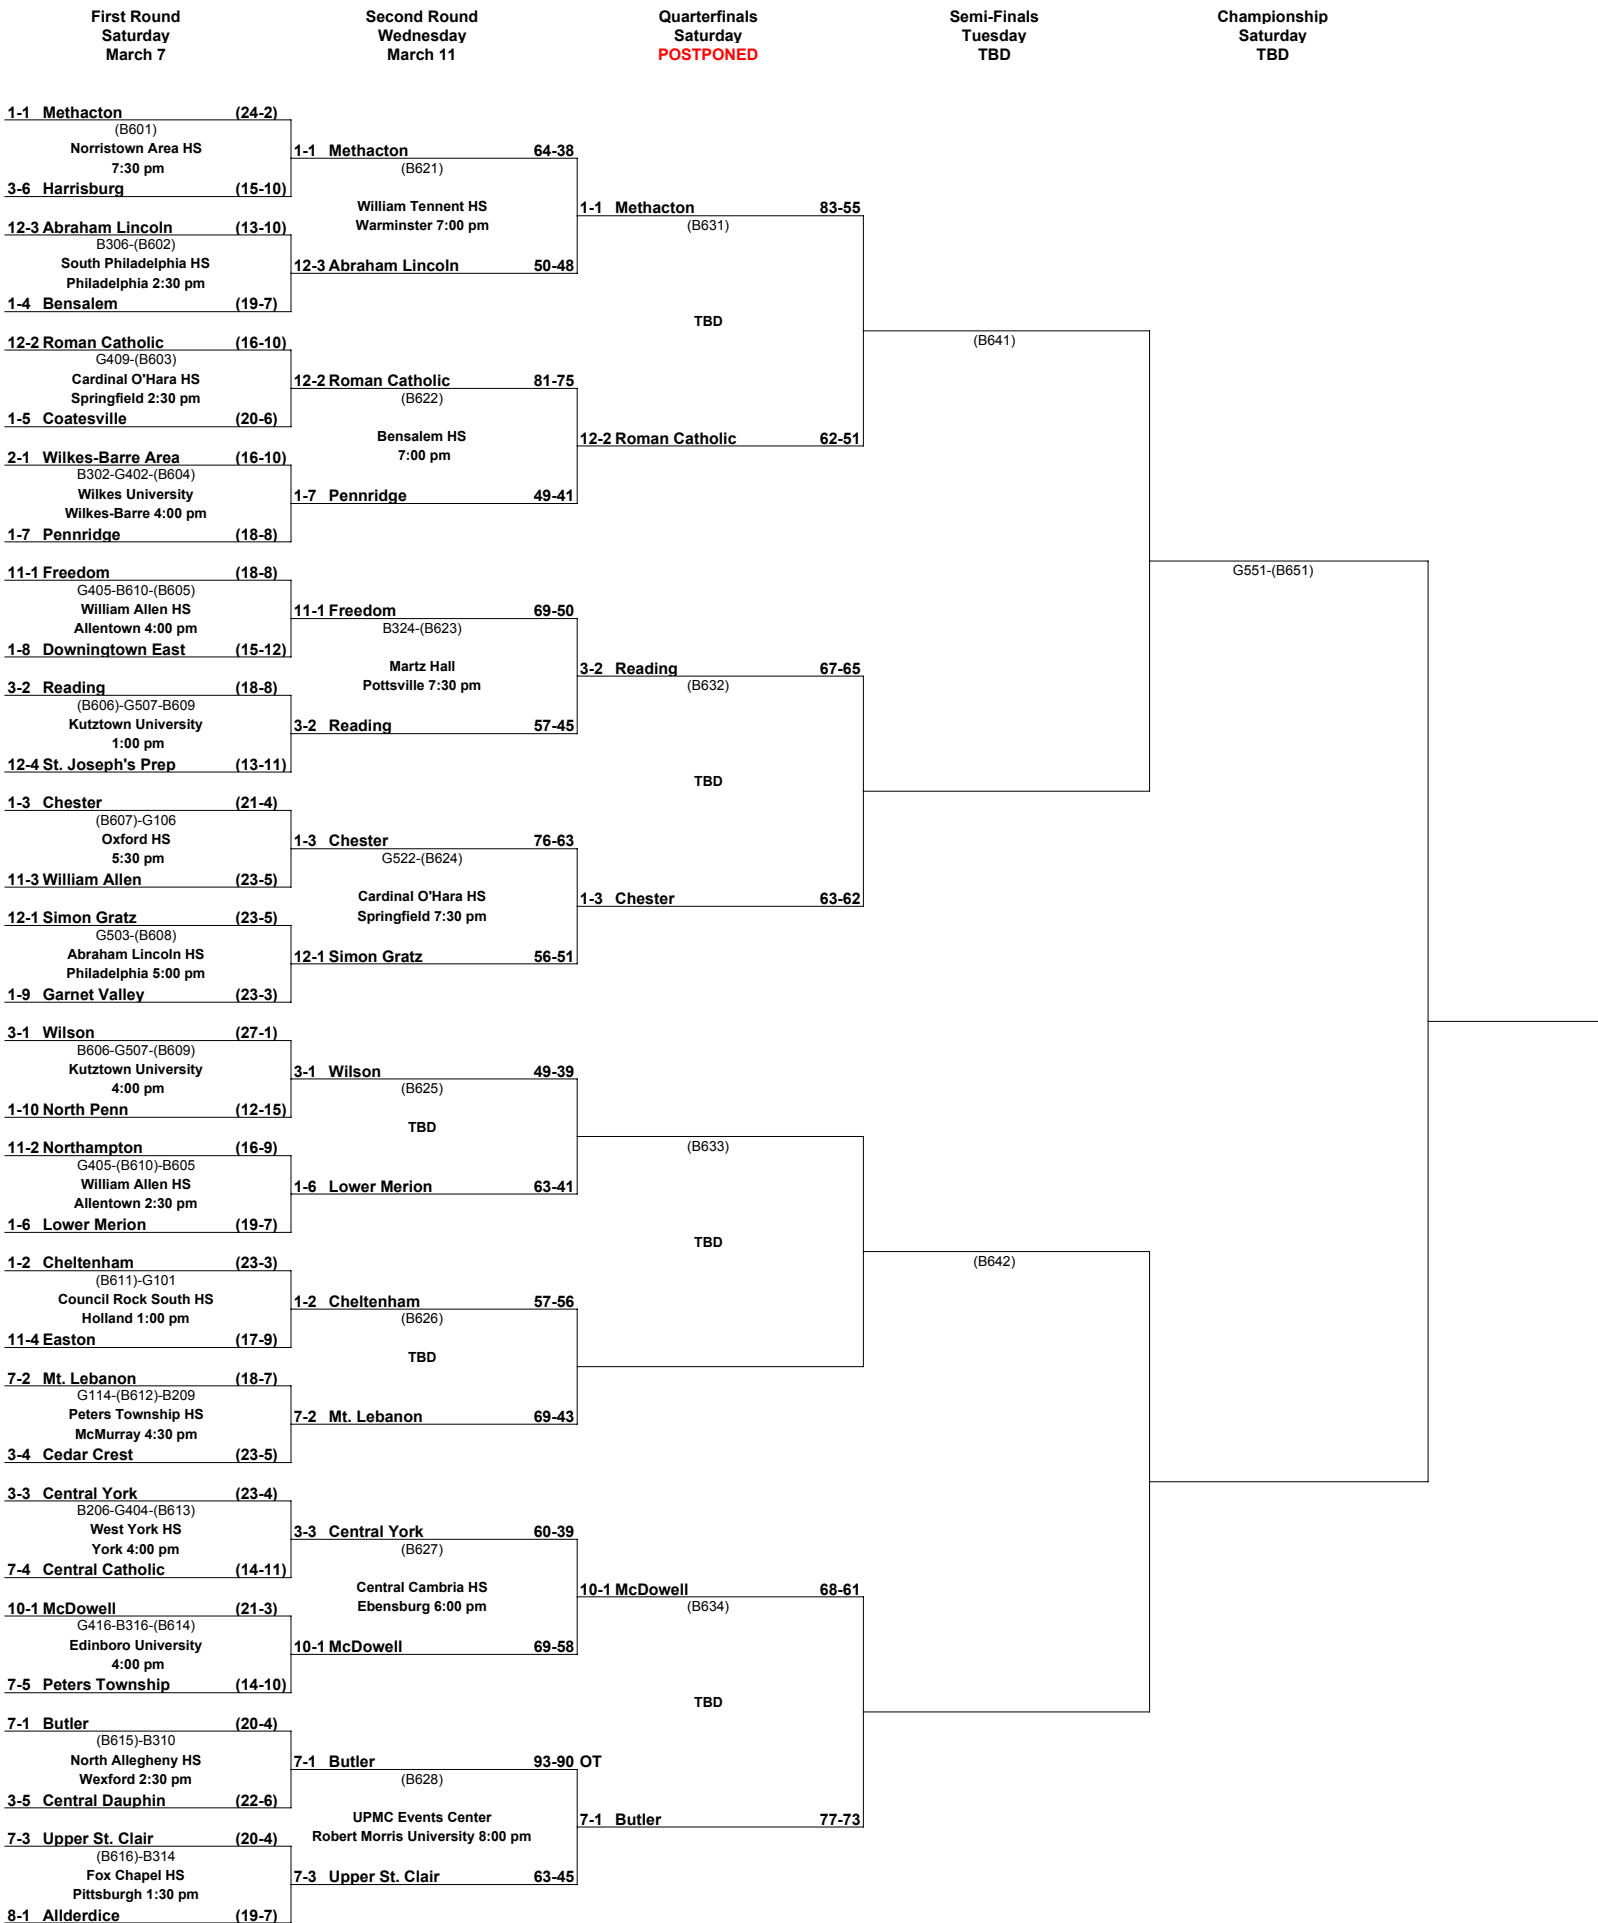 First Round
Saturday
March 7
Second Round
Wednesday
March 11
Quarterfinals
Saturday
POSTPONED
Semi-Finals
Tuesday
TBD
Championship
Saturday
TBD
1-1 Methacton (24-2)
(B601)
Norristown Area HS
7:30 pm
3-6 Harrisburg (15-10)
12-3 Abraham Lincoln (13-10)
B306-(B602)
South Philadelphia HS
Philadelphia 2:30 pm
1-4 Bensalem (19-7)
12-2 Roman Catholic (16-10)
G409-(B603)
Cardinal O'Hara HS
Springfield 2:30 pm
1-5 Coatesville (20-6)
2-1 Wilkes-Barre Area (16-10)
B302-G402-(B604)
Wilkes University
Wilkes-Barre 4:00 pm
1-7 Pennridge (18-8)
11-1 Freedom (18-8)
G405-B610-(B605)
William Allen HS
Allentown 4:00 pm
1-8 Downingtown East (15-12)
3-2 Reading (18-8)
(B606)-G507-B609
Kutztown University
1:00 pm
12-4 St. Joseph's Prep (13-11)
1-3 Chester (21-4)
(B607)-G106
Oxford HS
5:30 pm
11-3 William Allen (23-5)
12-1 Simon Gratz (23-5)
G503-(B608)
Abraham Lincoln HS
Philadelphia 5:00 pm
1-9 Garnet Valley (23-3)
3-1 Wilson (27-1)
B606-G507-(B609)
Kutztown University
4:00 pm
1-10 North Penn (12-15)
11-2 Northampton (16-9)
G405-(B610)-B605
William Allen HS
Allentown 2:30 pm
1-6 Lower Merion (19-7)
1-2 Cheltenham (23-3)
(B611)-G101
Council Rock South HS
Holland 1:00 pm
11-4 Easton (17-9)
7-2 Mt. Lebanon (18-7)
G114-(B612)-B209
Peters Township HS
McMurray 4:30 pm
3-4 Cedar Crest (23-5)
3-3 Central York (23-4)
B206-G404-(B613)
West York HS
York 4:00 pm
7-4 Central Catholic (14-11)
10-1 McDowell (21-3)
G416-B316-(B614)
Edinboro University
4:00 pm
7-5 Peters Township (14-10)
7-1 Butler (20-4)
(B615)-B310
North Allegheny HS
Wexford 2:30 pm
3-5 Central Dauphin (22-6)
7-3 Upper St. Clair (20-4)
(B616)-B314
Fox Chapel HS
Pittsburgh 1:30 pm
8-1 Allderdice (19-7)
1-1 Methacton 64-38
(B621)
William Tennent HS
Warminster 7:00 pm
12-3 Abraham Lincoln 50-48
12-2 Roman Catholic 81-75
(B622)
Bensalem HS
7:00 pm
1-7 Pennridge 49-41
11-1 Freedom 69-50
B324-(B623)
Martz Hall
Pottsville 7:30 pm
3-2 Reading 57-45
1-3 Chester 76-63
G522-(B624)
Cardinal O'Hara HS
Springfield 7:30 pm
12-1 Simon Gratz 56-51
3-1 Wilson 49-39
(B625)
TBD
1-6 Lower Merion 63-41
1-2 Cheltenham 57-56
(B626)
TBD
7-2 Mt. Lebanon 69-43
3-3 Central York 60-39
(B627)
Central Cambria HS
Ebensburg 6:00 pm
10-1 McDowell 69-58
7-1 Butler 93-90 OT
(B628)
UPMC Events Center
Robert Morris University 8:00 pm
7-3 Upper St. Clair 63-45
1-1 Methacton 83-55
(B631)
TBD
12-2 Roman Catholic 62-51
3-2 Reading 67-65
(B632)
TBD
1-3 Chester 63-62
(B633)
TBD
10-1 McDowell 68-61
(B634)
TBD
7-1 Butler 77-73
(B641)
(B642)
G551-(B651)